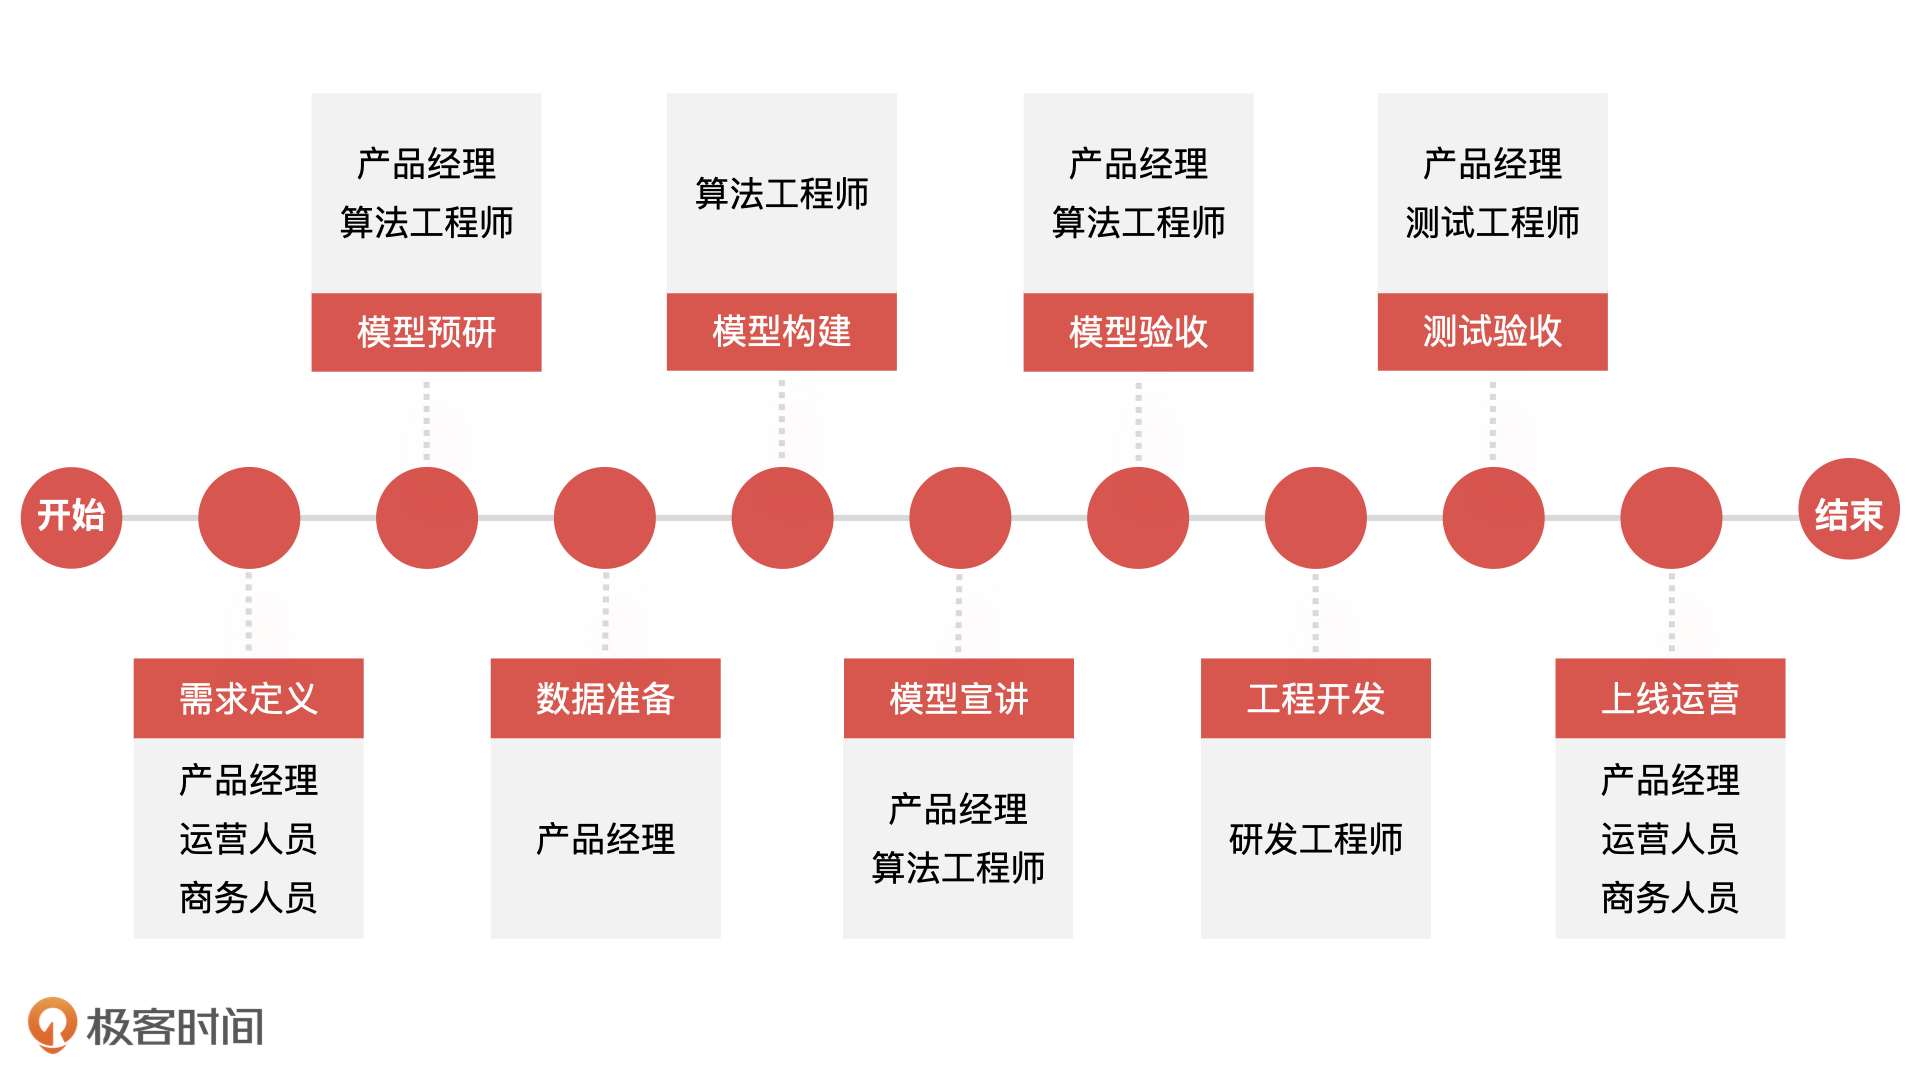 产品经理
算法工程师
模型预研
算法工程师
模型构建
产品经理
算法工程师
模型验收
产品经理
测试工程师
测试验收
开始
结束
需求定义
产品经理
运营人员
商务人员
数据准备
产品经理
模型宣讲
产品经理
算法工程师
工程开发
研发工程师
上线运营
产品经理
运营人员
商务人员
极客时间